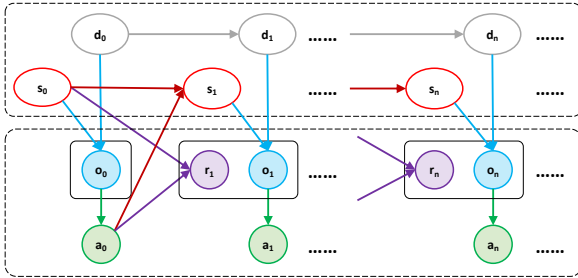 d0 d1 ...... dn ......
s0 s1 ...... sn ......
o0 r1 o1 ...... rn on ......
a0 a1 ...... an ......